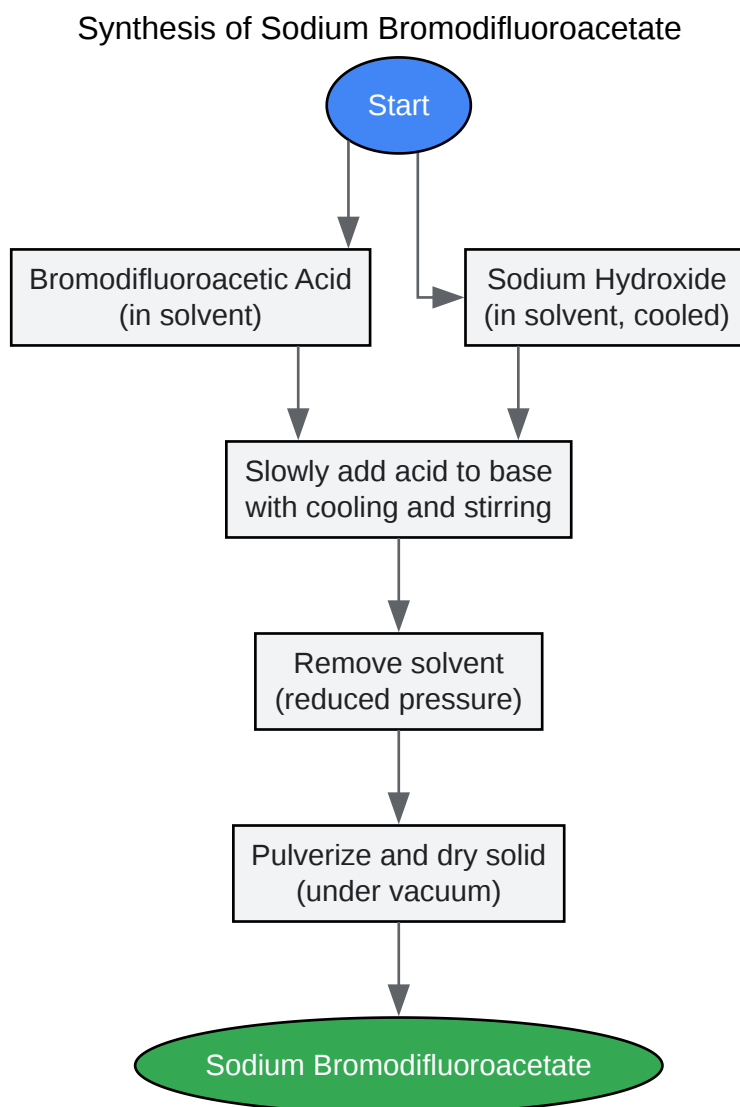 Synthesis of Sodium Bromodifluoroacetate
Start
Bromodifluoroacetic Acid
(in solvent)
Sodium Hydroxide
(in solvent, cooled)
Slowly add acid to base
with cooling and stirring
Remove solvent
(reduced pressure)
Pulverize and dry solid
(under vacuum)
Sodium Bromodifluoroacetate